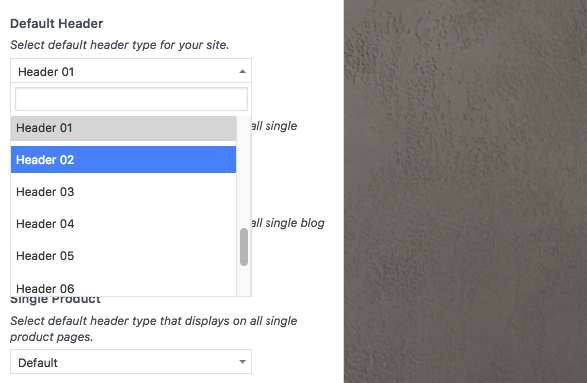 Default Header
Select default header type for your site.
Header 01
Header 01
all single
Header 02
Header 03
Header 04
all single blog
Header 05
Header 06
Single Product
Select default header type that displays on all single
product pages.
Default